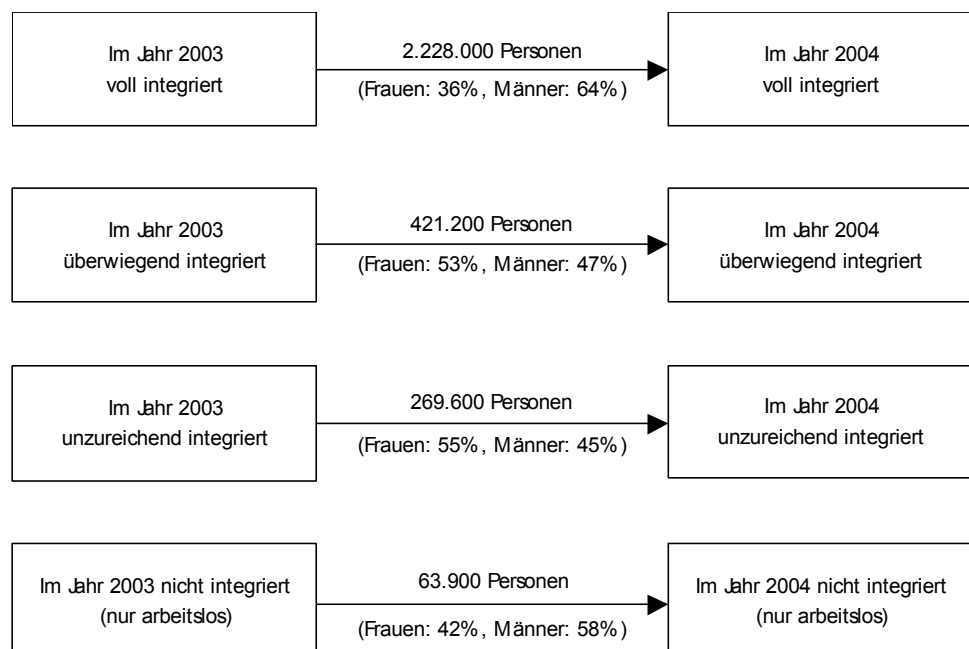 Im Jahr 2003
voll integriert
2.228.000 Personen
(Frauen: 36%, Männer: 64%)
Im Jahr 2004
voll integriert
Im Jahr 2003
überwiegend integriert
421.200 Personen
(Frauen: 53%, Männer: 47%)
Im Jahr 2004
überwiegend integriert
Im Jahr 2003
unzureichend integriert
269.600 Personen
(Frauen: 55%, Männer: 45%)
Im Jahr 2004
unzureichend integriert
Im Jahr 2003 nicht integriert
(nur arbeitslos)
63.900 Personen
(Frauen: 42%, Männer: 58%)
Im Jahr 2004 nicht integriert
(nur arbeitslos)